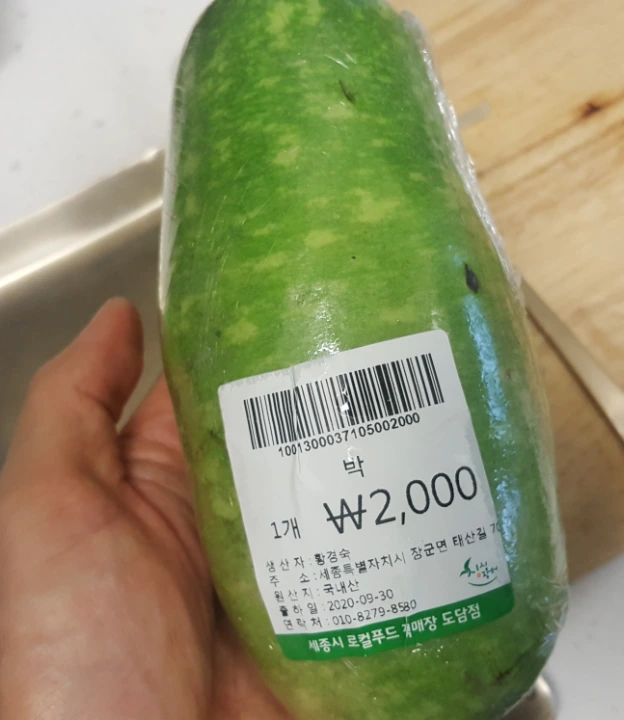 1001300037105002000
박
1개 ₩2,000
생 산 자 : 황경숙
주 소 : 세종특별자치시 장군면 태산길
원 산 지 : 국내산
출 하 일 : 2020-09-30
연 락 처 : 010-8279-8580
세종시 로컬푸드 직매장 도담점